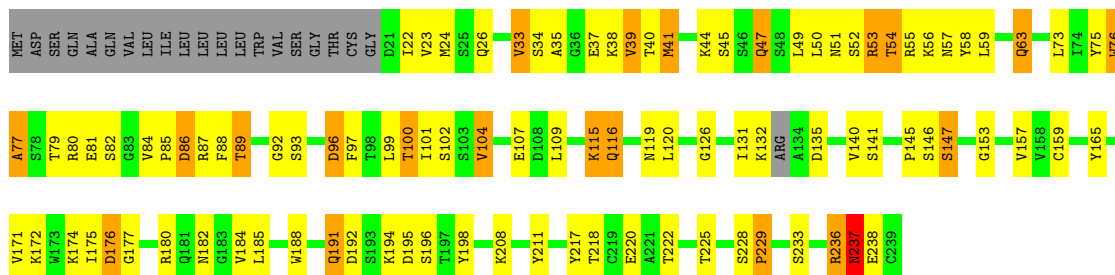 MET ASP SER GLN ALA GLN VAL LEU ILE LEU LEU LEU LEU LEU TRP VAL SER GLY THR CYS GLY D21 I22 V23 M24 S25 Q26 V33 S34 A35 G36 E37 K38 V39 T40 M41 K44 S45 S46 Q47 S48 L49 L50 N51 S52 R53 T54 R55 K56 N57 Y58 L59 Q63 L73 I74 Y75 W76
A77 S78 T79 R80 E81 S82 G83 V84 P85 D86 R87 F88 T89 G92 S93 D96 F97 T98 L99 T100 I101 S102 S103 V104 E107 D108 L109 K115 Q116 N119 L120 G126 I131 K132 ARG A134 D135 V140 S141 P145 S146 S147 G153 V157 V158 C159 Y165
V171 K172 W173 K174 I175 D176 G177 R180 Q181 N182 G183 V184 L185 W188 Q191 D192 S193 K194 D195 S196 T197 Y198 K208 Y211 Y217 T218 C219 E220 A221 T222 T225 S228 P229 S233 R236 N237 E238 C239